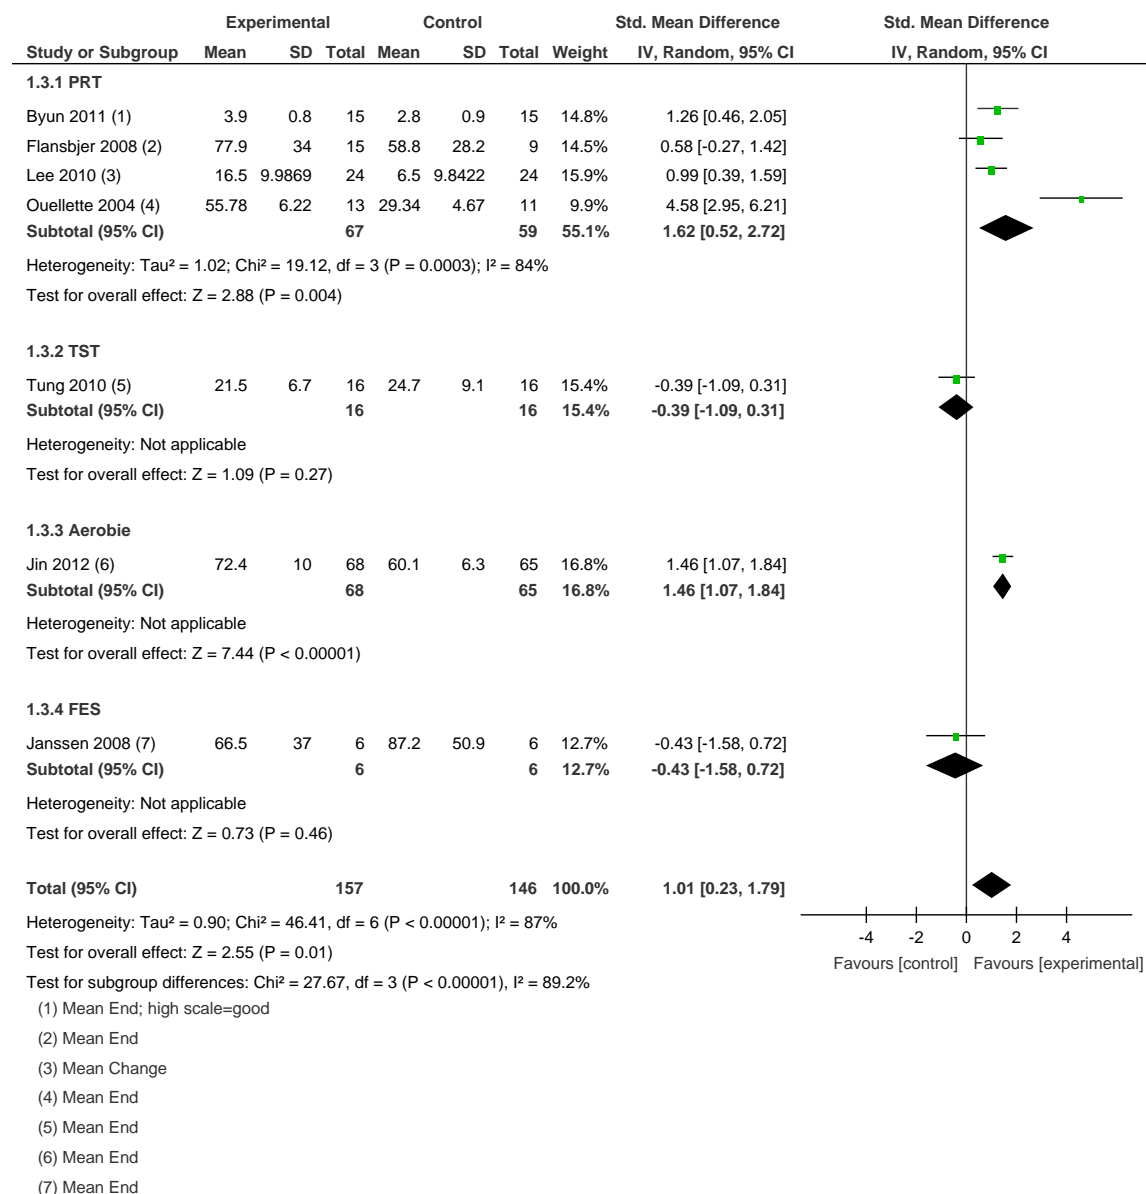 Experimental Control Std. Mean Difference Std. Mean Difference
Study or Subgroup Mean SD Total Mean SD Total Weight IV, Random, 95% CI IV, Random, 95% CI
1.3.1 PRT
Byun 2011 (1) 3.9 0.8 15 2.8 0.9 15 14.8% 1.26 [0.46, 2.05]
Flansbjer 2008 (2) 77.9 34 15 58.8 28.2 9 14.5% 0.58 [-0.27, 1.42]
Lee 2010 (3) 16.5 9.9869 24 6.5 9.8422 24 15.9% 0.99 [0.39, 1.59]
Ouellette 2004 (4) 55.78 6.22 13 29.34 4.67 11 9.9% 4.58 [2.95, 6.21]
Subtotal (95% CI) 67 59 55.1% 1.62 [0.52, 2.72]
Heterogeneity: Tau² = 1.02; Chi² = 19.12, df = 3 (P = 0.0003); I² = 84%
Test for overall effect: Z = 2.88 (P = 0.004)
1.3.2 TST
Tung 2010 (5) 21.5 6.7 16 24.7 9.1 16 15.4% -0.39 [-1.09, 0.31]
Subtotal (95% CI) 16 16 15.4% -0.39 [-1.09, 0.31]
Heterogeneity: Not applicable
Test for overall effect: Z = 1.09 (P = 0.27)
1.3.3 Aerobie
Jin 2012 (6) 72.4 10 68 60.1 6.3 65 16.8% 1.46 [1.07, 1.84]
Subtotal (95% CI) 68 65 16.8% 1.46 [1.07, 1.84]
Heterogeneity: Not applicable
Test for overall effect: Z = 7.44 (P < 0.00001)
1.3.4 FES
Janssen 2008 (7) 66.5 37 6 87.2 50.9 6 12.7% -0.43 [-1.58, 0.72]
Subtotal (95% CI) 6 6 12.7% -0.43 [-1.58, 0.72]
Heterogeneity: Not applicable
Test for overall effect: Z = 0.73 (P = 0.46)
Total (95% CI) 157 146 100.0% 1.01 [0.23, 1.79]
Heterogeneity: Tau² = 0.90; Chi² = 46.41, df = 6 (P < 0.00001); I² = 87%
Test for overall effect: Z = 2.55 (P = 0.01)
Test for subgroup differences: Chi² = 27.67, df = 3 (P < 0.00001), I² = 89.2%
-4 -2 0 2 4
Favours [control] Favours [experimental]
(1) Mean End; high scale=good
(2) Mean End
(3) Mean Change
(4) Mean End
(5) Mean End
(6) Mean End
(7) Mean End